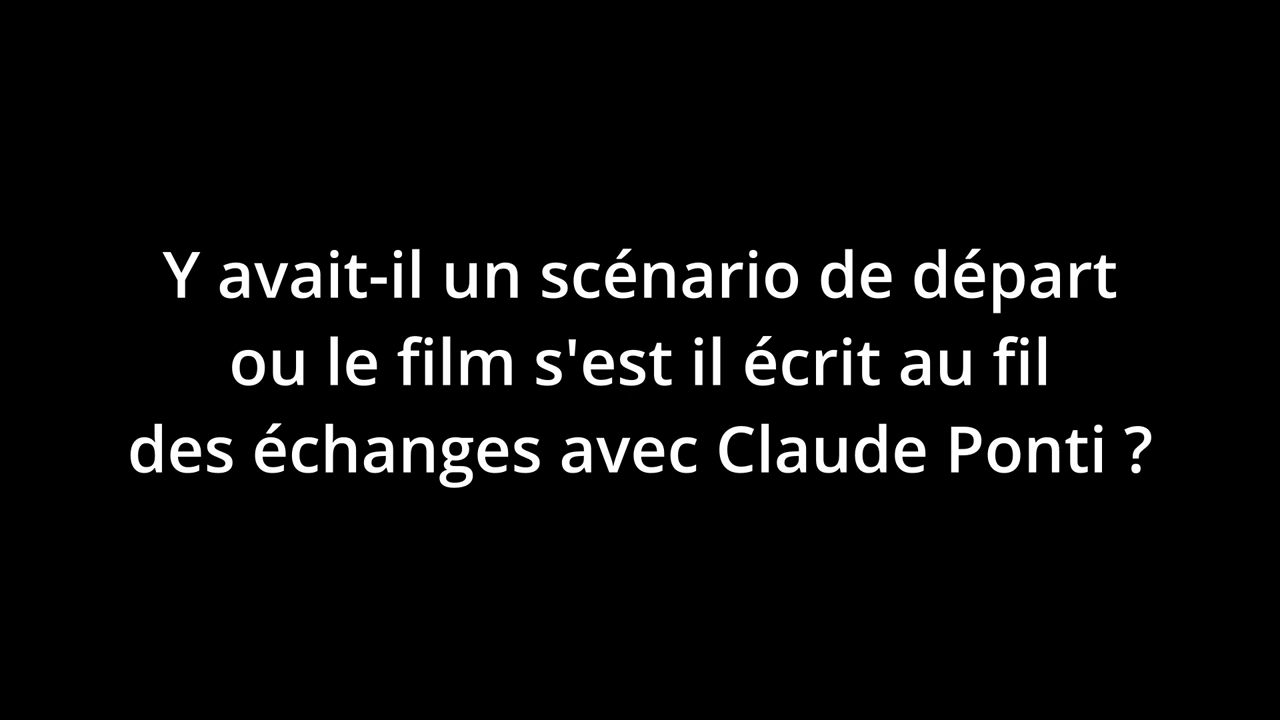 Y avait-il un scénario de départ
ou le film s'est il écrit au fil
des échanges avec Claude Ponti ?